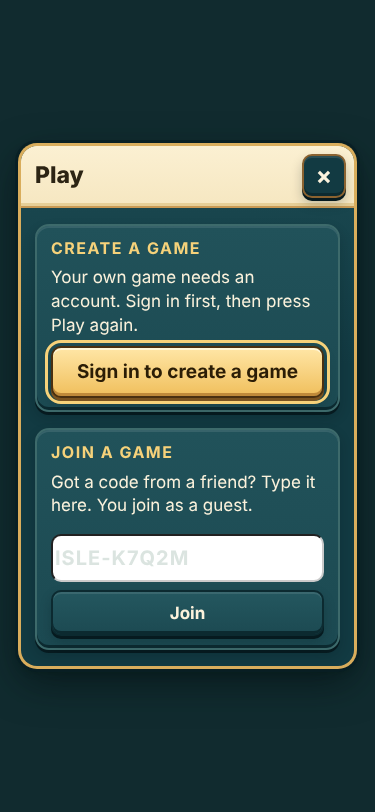 Play
×
CREATE A GAME
Your own game needs an
account. Sign in first, then press
Play again.
Sign in to create a game
JOIN A GAME
Got a code from a friend? Type it
here. You join as a guest.
ISLE-K7Q2M
Join